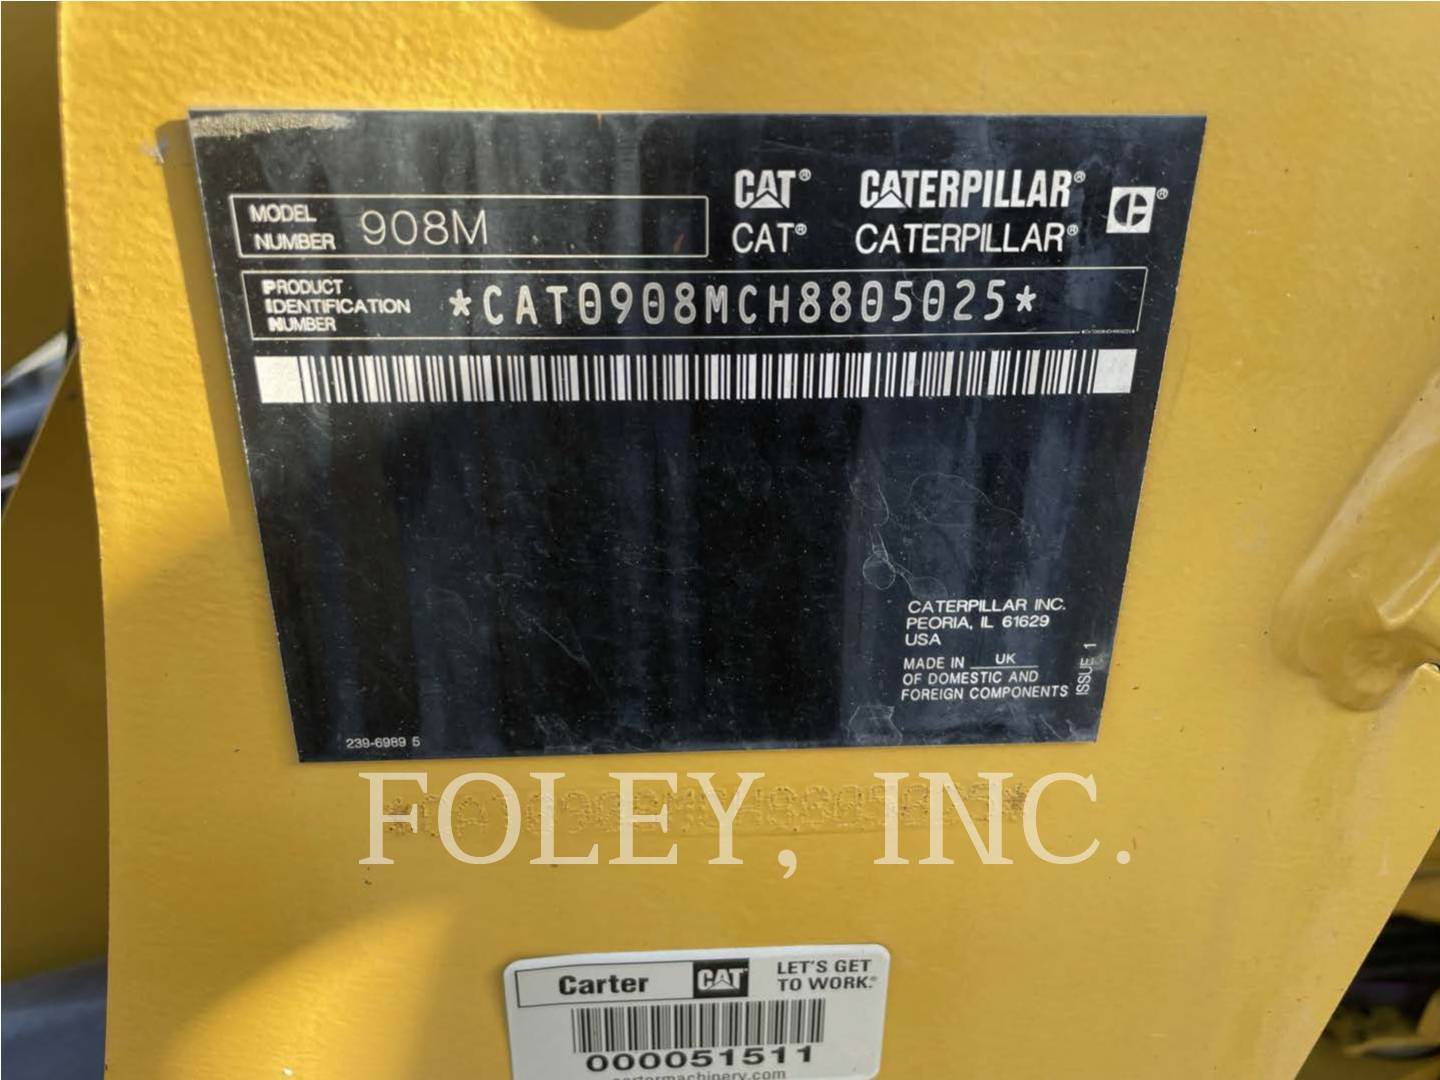 CAT® CATERPILLAR®
CAT® CATERPILLAR®
MODEL NUMBER 908M
PRODUCT IDENTIFICATION NUMBER *CAT0908MCH8805025*
CATERPILLAR INC.
PEORIA, IL 61629
USA
MADE IN UK
OF DOMESTIC AND
FOREIGN COMPONENTS
ISSUE 1
239-6989 5
FOLEY, INC.
Carter CAT LET'S GET
TO WORK.®
000051511
cartermachinery.com